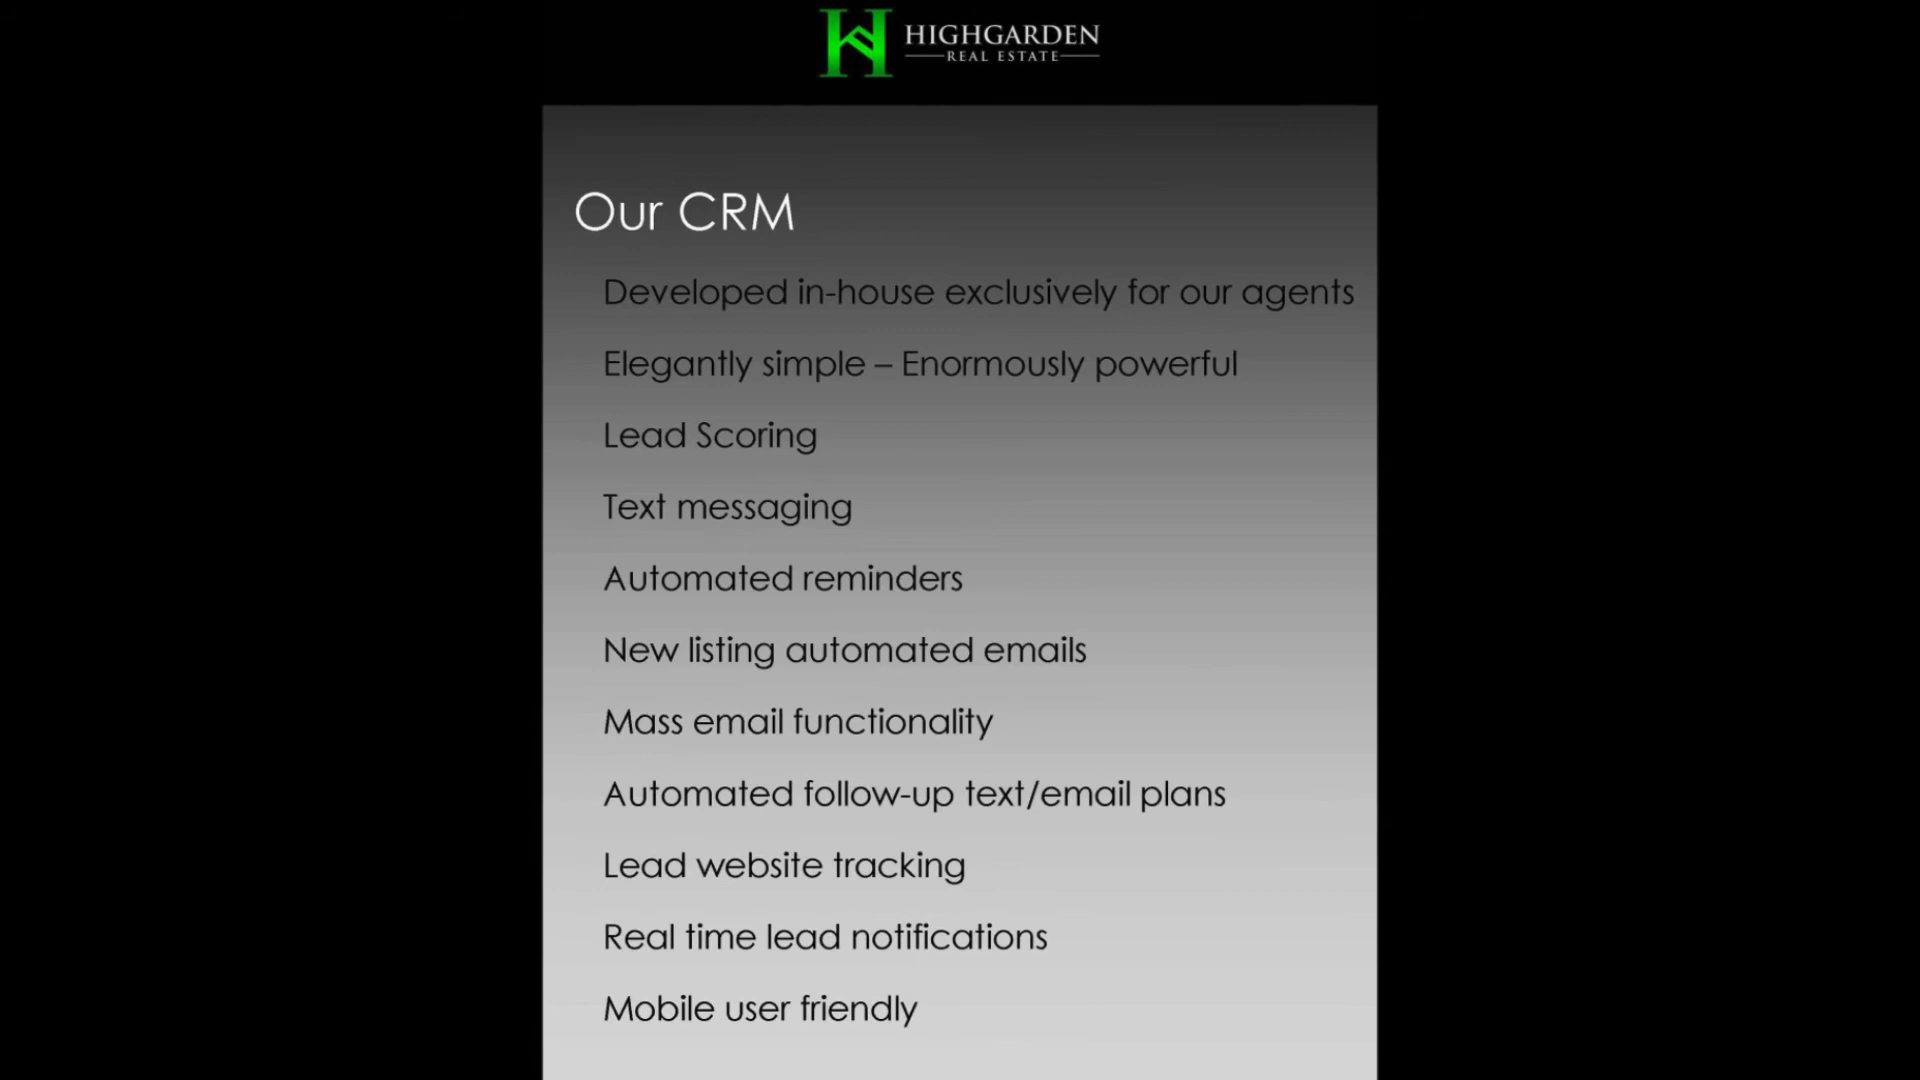 HIGHGARDEN
REAL ESTATE
Our CRM
Developed in-house exclusively for our agents
Elegantly simple – Enormously powerful
Lead Scoring
Text messaging
Automated reminders
New listing automated emails
Mass email functionality
Automated follow-up text/email plans
Lead website tracking
Real time lead notifications
Mobile user friendly